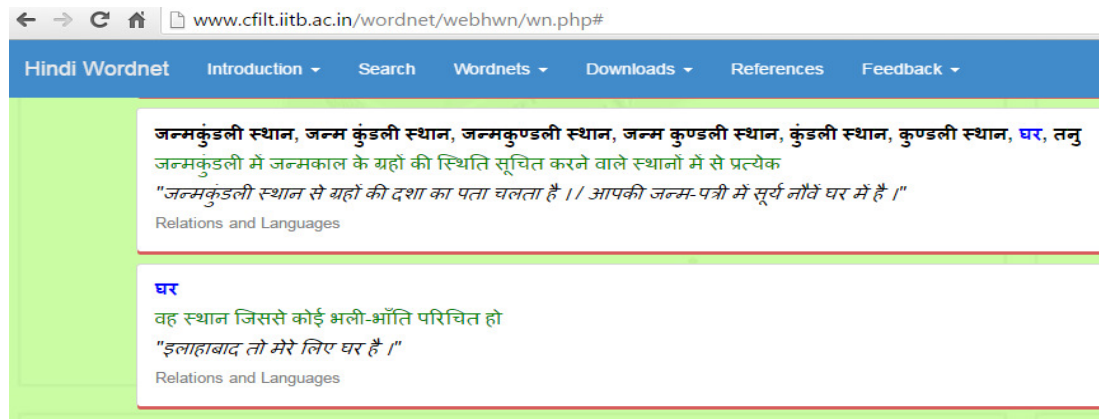 www.cfilt.iitb.ac.in/wordnet/webhwn/wn.php#
Hindi Wordnet Introduction Search Wordnets Downloads References Feedback
जन्मकुंडली स्थान, जन्म कुंडली स्थान, जन्मकुण्डली स्थान, जन्म कुण्डली स्थान, कुंडली स्थान, कुण्डली स्थान, घर, तनु
जन्मकुंडली में जन्मकाल के ग्रहों की स्थिति सूचित करने वाले स्थानों में से प्रत्येक
"जन्मकुंडली स्थान से ग्रहों की दशा का पता चलता है । / आपकी जन्म-पत्री में सूर्य नौवें घर में है ।"
Relations and Languages
घर
वह स्थान जिससे कोई भली-भाँति परिचित हो
"इलाहाबाद तो मेरे लिए घर है ।"
Relations and Languages